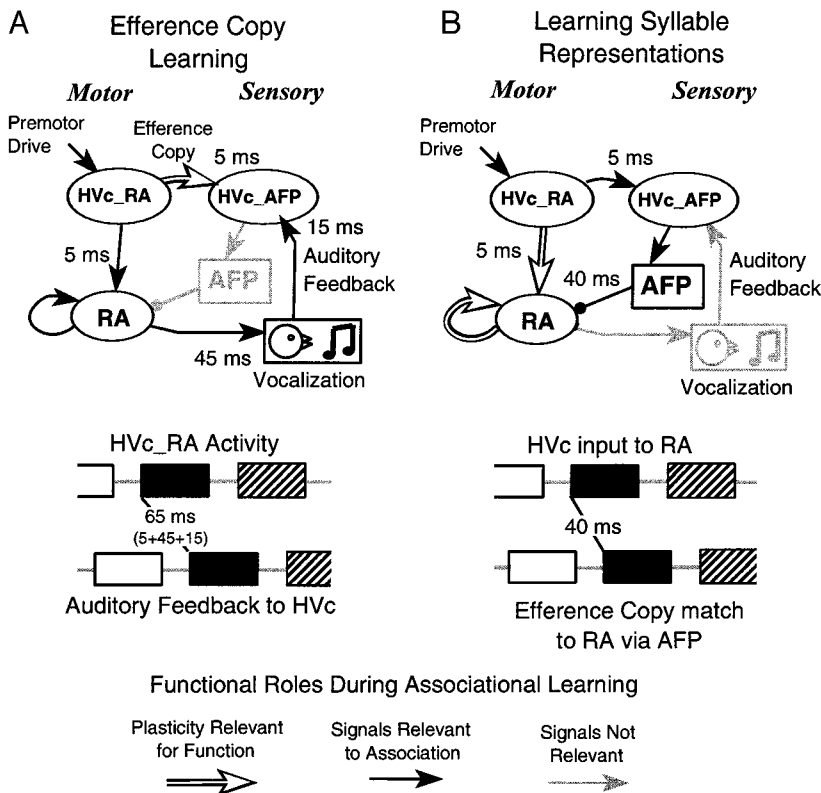 A
Efference Copy
Learning
Motor
Sensory
Premotor
Drive
Efference
Copy
5 ms
HVc_RA
HVc_AFP
5 ms
15 ms
Auditory
Feedback
AFP
RA
45 ms
Vocalization
HVc_RA Activity
65 ms
(5+45+15)
Auditory Feedback to HVc
B
Learning Syllable
Representations
Motor
Sensory
Premotor
Drive
5 ms
HVc_RA
HVc_AFP
5 ms
40 ms
AFP
Auditory
Feedback
RA
Vocalization
HVc input to RA
40 ms
Efference Copy match
to RA via AFP
Functional Roles During Associational Learning
Plasticity Relevant
for Function
Signals Relevant
to Association
Signals Not
Relevant